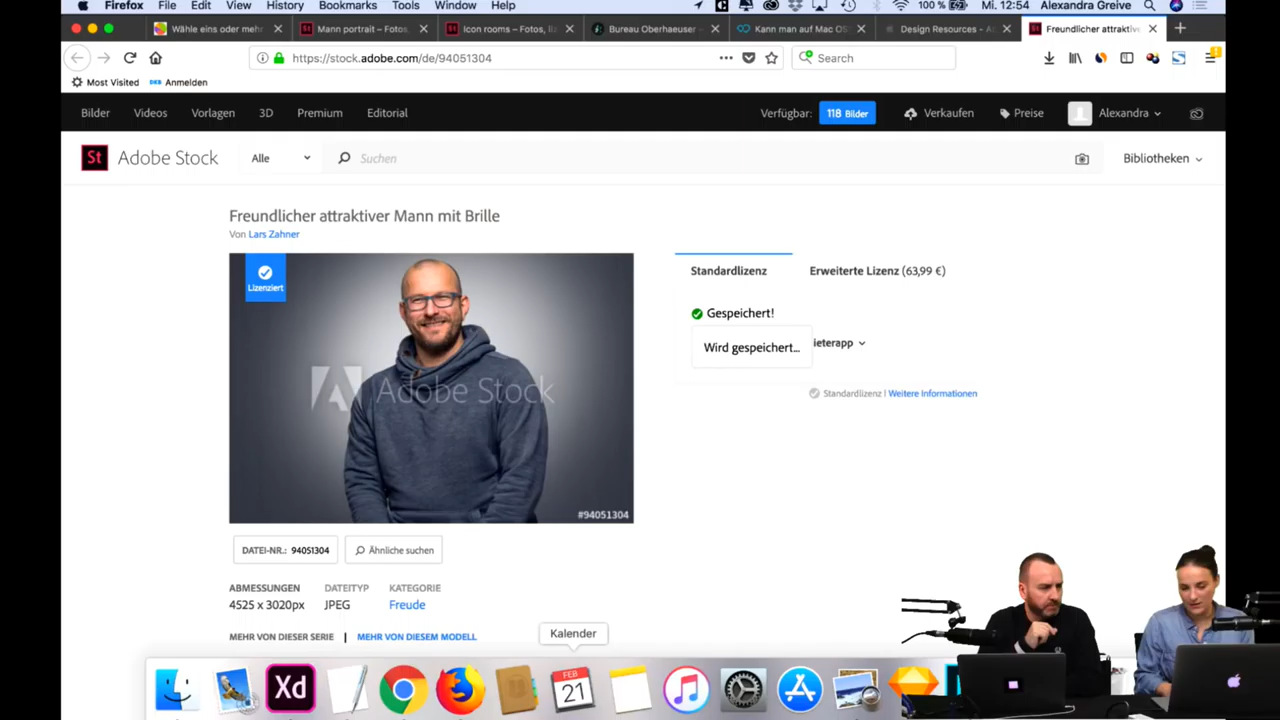 Firefox File Edit View History Bookmarks Tools Window Help 100 % Mi. 12:54 Alexandra Greive
Wähle eins oder mehr Mann portrait – Fotos Icon rooms – Fotos, Bureau Oberhaeuser – Kann man auf Mac OS Design Resources - Freundlicher attraktive
https://stock.adobe.com/de/94051304 Search
Most Visited Anmelden
Bilder Videos Vorlagen 3D Premium Editorial Verfügbar: 118 Bilder Verkaufen Preise Alexandra
St Adobe Stock Alle Suchen Bibliotheken
Freundlicher attraktiver Mann mit Brille
Von Lars Zahner
Lizenziert
Adobe Stock
#94051304
Standardlizenz Erweiterte Lizenz (63,99 €)
Gespeichert!
Wird gespeichert... ieterapp
Standardlizenz | Weitere Informationen
DATEI-NR.: 94051304 Ähnliche suchen
ABMESSUNGEN DATEITYP KATEGORIE
4525 x 3020px JPEG Freude
MEHR VON DIESER SERIE | MEHR VON DIESEM MODELL
Kalender
Xd
FEB
21